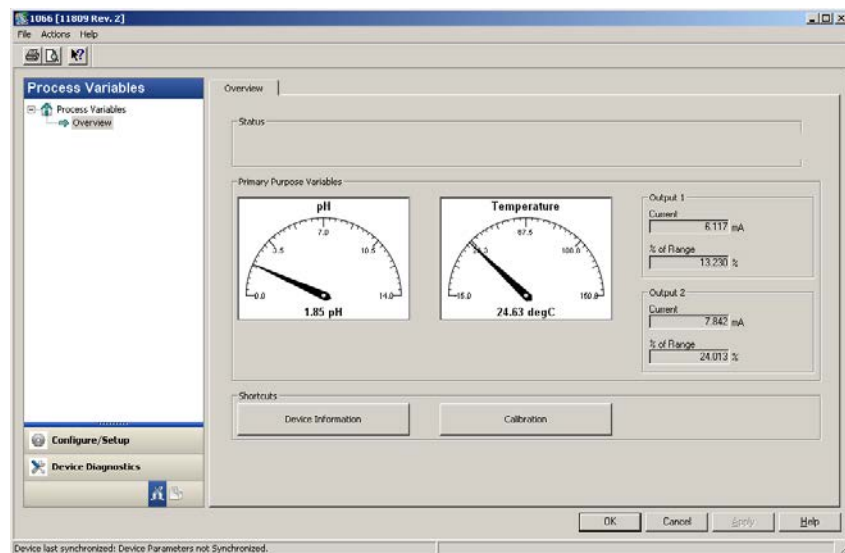 1066 [11809 Rev. 2]
File Actions Help
Process Variables
Process Variables
Overview
Configure/Setup
Device Diagnostics
Overview
Status
Primary Purpose Variables
pH
0.0 3.5 7.0 10.5 14.0
1.85 pH
Temperature
-15.0 67.5 108.8 150.0
24.63 degC
Output 1
Current
6.117 mA
% of Range
13.230 %
Output 2
Current
7.842 mA
% of Range
24.013 %
Shortcuts
Device Information Calibration
OK Cancel Apply Help
Device last synchronized: Device Parameters not Synchronized.